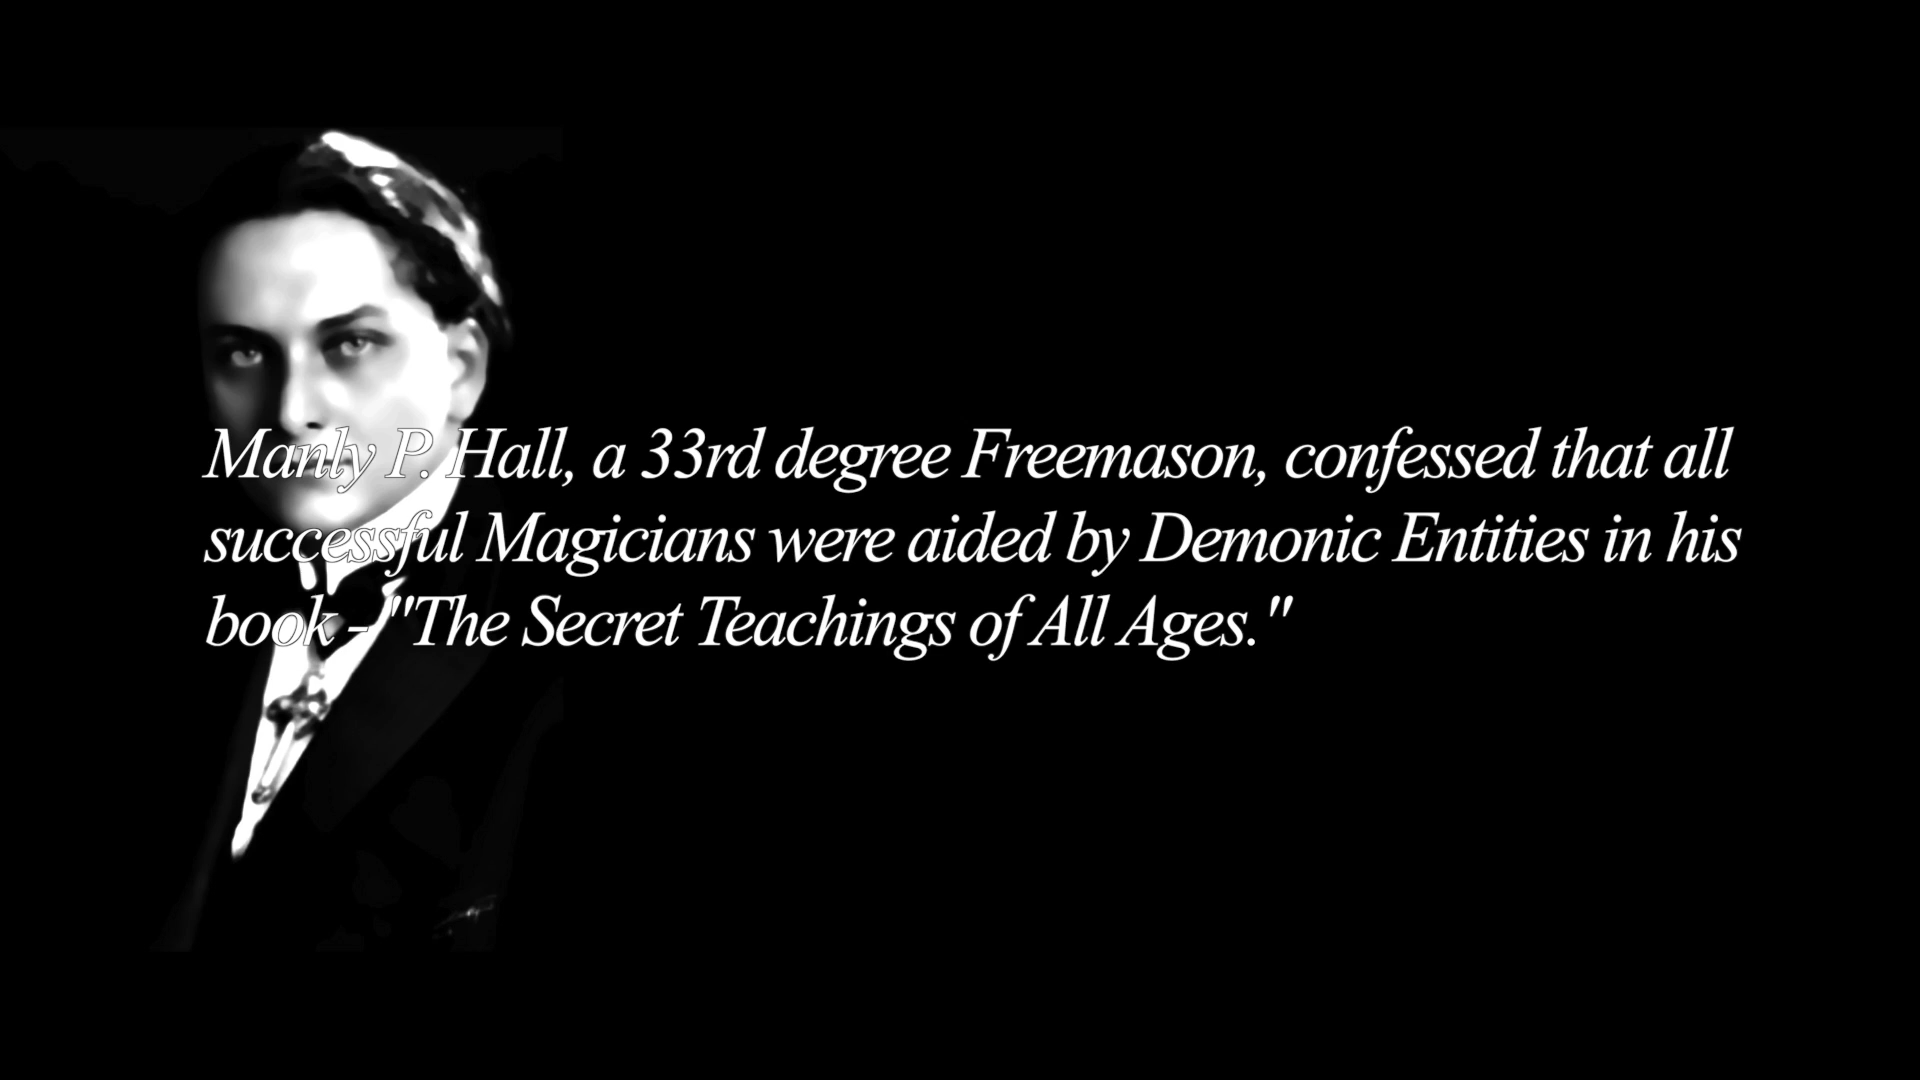 Manly P. Hall, a 33rd degree Freemason, confessed that all
successful Magicians were aided by Demonic Entities in his
book - "The Secret Teachings of All Ages."